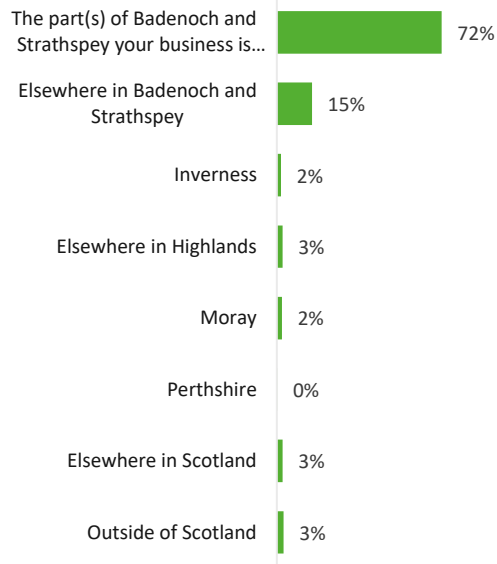 The part(s) of Badenoch and
Strathspey your business is…
72%
Elsewhere in Badenoch and
Strathspey
15%
Inverness
2%
Elsewhere in Highlands
3%
Moray
2%
Perthshire
0%
Elsewhere in Scotland
3%
Outside of Scotland
3%